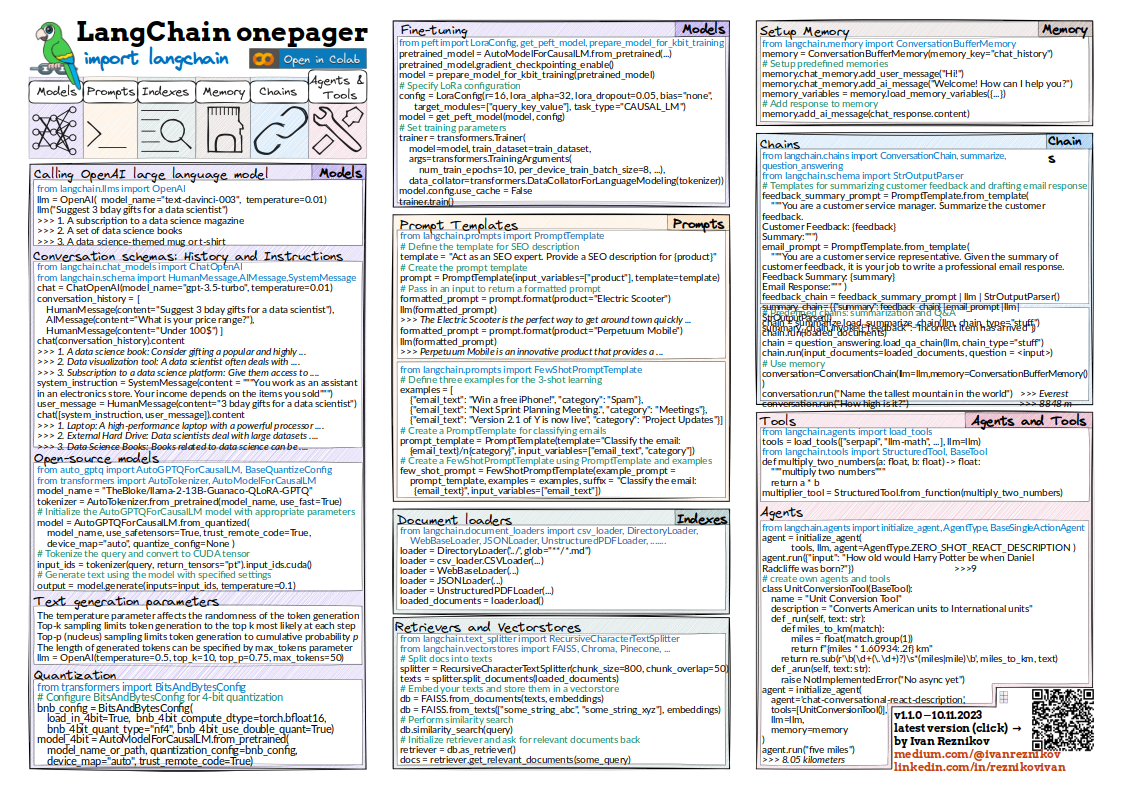 LangChain onepager
import langchain
Open in Colab
Models
Prompts
Indexes
Memory
Chains
Agents &
Tools
Calling OpenAI large language model
Models
from langchain.llms import OpenAI
llm = OpenAI( model_name="text-davinci-003", temperature=0.01)
llm("Suggest 3 bday gifts for a data scientist")
>>> 1. A subscription to a data science magazine
>>> 2. A set of data science books
>>> 3. A data science-themed mug or t-shirt
Conversation schemas: History and Instructions
from langchain.chat_models import ChatOpenAI
from langchain.schema import HumanMessage,AIMessage,SystemMessage
chat = ChatOpenAI(model_name="gpt-3.5-turbo", temperature=0.01)
conversation_history = [
HumanMessage(content="Suggest 3 bday gifts for a data scientist"),
AIMessage(content="What is your price range?"),
HumanMessage(content="Under 100$") ]
chat(conversation_history).content
>>> 1. A data science book: Consider gifting a popular and highly ...
>>> 2. Data visualization tool: A data scientist often deals with ....
>>> 3. Subscription to a data science platform: Give them access to ....
system_instruction = SystemMessage(content = """You work as an assistant
in an electronics store. Your income depends on the items you sold""")
user_message = HumanMessage(content="3 bday gifts for a data scientist")
chat([system_instruction, user_message]).content
>>> 1. Laptop: A high-performance laptop with a powerful processor ....
>>> 2. External Hard Drive: Data scientists deal with large datasets ....
>>> 3. Data Science Books: Books related to data science can be ....
Open-source models
from auto_gptq import AutoGPTQForCausalLM, BaseQuantizeConfig
from transformers import AutoTokenizer, AutoModelForCausalLM
model_name = "TheBloke/llama-2-13B-Guanaco-QLoRA-GPTQ"
tokenizer = AutoTokenizer.from_pretrained(model_name, use_fast=True)
# Initialize the AutoGPTQForCausalLM model with appropriate parameters
model = AutoGPTQForCausalLM.from_quantized(
model_name, use_safetensors=True, trust_remote_code=True,
device_map="auto", quantize_config=None )
# Tokenize the query and convert to CUDA tensor
input_ids = tokenizer(query, return_tensors="pt").input_ids.cuda()
# Generate text using the model with specified settings
output = model.generate(inputs=input_ids, temperature=0.1)
Text generation parameters
The temperature parameter affects the randomness of the token generation
Top-k sampling limits token generation to the top k most likely at each step
Top-p (nucleus) sampling limits token generation to cumulative probability p
The length of generated tokens can be specified by max_tokens parameter
llm = OpenAI(temperature=0.5, top_k=10, top_p=0.75, max_tokens=50)
Quantization
from transformers import BitsAndBytesConfig
# Configure BitsAndBytesConfig for 4-bit quantization
bnb_config = BitsAndBytesConfig(
load_in_4bit=True, bnb_4bit_compute_dtype=torch.bfloat16,
bnb_4bit_quant_type="nf4", bnb_4bit_use_double_quant=True)
model_4bit = AutoModelForCausalLM.from_pretrained(
model_name_or_path, quantization_config=bnb_config,
device_map="auto", trust_remote_code=True)
Fine-tuning
Models
from peft import LoraConfig, get_peft_model, prepare_model_for_kbit_training
pretrained_model = AutoModelForCausalLM.from_pretrained(...)
pretrained_model.gradient_checkpointing_enable()
model = prepare_model_for_kbit_training(pretrained_model)
# Specify LoRa configuration
config = LoraConfig(r=16, lora_alpha=32, lora_dropout=0.05, bias="none",
target_modules=["query_key_value"], task_type="CAUSAL_LM")
model = get_peft_model(model, config)
# Set training parameters
trainer = transformers.Trainer(
model=model, train_dataset=train_dataset,
args=transformers.TrainingArguments(
num_train_epochs=10, per_device_train_batch_size=8, ...),
data_collator=transformers.DataCollatorForLanguageModeling(tokenizer))
model.config.use_cache = False
trainer.train()
Prompt Templates
Prompts
from langchain.prompts import PromptTemplate
# Define the template for SEO description
template = "Act as an SEO expert. Provide a SEO description for {product}"
# Create the prompt template
prompt = PromptTemplate(input_variables=["product"], template=template)
# Pass in an input to return a formatted prompt
formatted_prompt = prompt.format(product="Electric Scooter")
llm(formatted_prompt)
>>> The Electric Scooter is the perfect way to get around town quickly ...
formatted_prompt = prompt.format(product="Perpetuum Mobile")
llm(formatted_prompt)
>>> Perpetuum Mobile is an innovative product that provides a ...
from langchain.prompts import FewShotPromptTemplate
# Define three examples for the 3-shot learning
examples = [
{"email_text": "Win a free iPhone!", "category": "Spam"},
{"email_text": "Next Sprint Planning Meeting.", "category": "Meetings"},
{"email_text": "Version 2.1 of Y is now live", "category": "Project Updates"}]
# Create a PromptTemplate for classifying emails
prompt_template = PromptTemplate(template="Classify the email:
{email_text}/n{category}", input_variables=["email_text", "category"])
# Create a FewShotPromptTemplate using PromptTemplate and examples
few_shot_prompt = FewShotPromptTemplate(example_prompt =
prompt_template, examples = examples, suffix = "Classify the email:
{email_text}", input_variables=["email_text"])
Document loaders
Indexes
from langchain.document_loaders import csv_loader, DirectoryLoader,
WebBaseLoader, JSONLoader, UnstructuredPDFLoader, .......
loader = DirectoryLoader('../', glob="**/*.md")
loader = csv_loader.CSVLoader(...)
loader = WebBaseLoader(...)
loader = JSONLoader(...)
loader = UnstructuredPDFLoader(...)
loaded_documents = loader.load()
Retrievers and Vectorstores
from langchain.text_splitter import RecursiveCharacterTextSplitter
from langchain.vectorstores import FAISS, Chroma, Pinecone, ...
# Split docs into texts
splitter = RecursiveCharacterTextSplitter(chunk_size=800, chunk_overlap=50)
texts = splitter.split_documents(loaded_documents)
# Embed your texts and store them in a vectorstore
db = FAISS.from_documents(texts, embeddings)
db = FAISS.from_texts(["some_string_abc", "some_string_xyz"], embeddings)
# Perform similarity search
db.similarity_search(query)
# Initialize retriever and ask for relevant documents back
retriever = db.as_retriever()
docs = retriever.get_relevant_documents(some_query)
Setup Memory
Memory
from langchain.memory import ConversationBufferMemory
memory = ConversationBufferMemory(memory_key="chat_history")
# Setup predefined memories
memory.chat_memory.add_user_message("Hi!")
memory.chat_memory.add_ai_message("Welcome! How can I help you?")
memory_variables = memory.load_memory_variables({...})
# Add response to memory
memory.add_ai_message(chat_response.content)
Chains
Chain
s
from langchain.chains import ConversationChain, summarize,
question_answering
from langchain.schema import StrOutputParser
# Templates for summarizing customer feedback and drafting email response
feedback_summary_prompt = PromptTemplate.from_template(
"""You are a customer service manager. Summarize the customer
feedback.
Customer Feedback: {feedback}
Summary:""")
email_prompt = PromptTemplate.from_template(
"""You are a customer service representative. Given the summary of
customer feedback, it is your job to write a professional email response.
Feedback Summary: {summary}
Email Response:""" )
feedback_chain = feedback_summary_prompt | llm | StrOutputParser()
chain = summarize.load_summarize_chain(llm, chain_type="stuff")
chain.run(loaded_documents)
chain = question_answering.load_qa_chain(llm, chain_type="stuff")
chain.run(input_documents=loaded_documents, question = <input>)
# Use memory
conversation=ConversationChain(llm=llm,memory=ConversationBufferMemory()
)
conversation.run("Name the tallest mountain in the world") >>> Everest
conversation.run("How high is it?") >>> 8848 m
Tools
Agents and Tools
from langchain.agents import load_tools
tools = load_tools(["serpapi", "llm-math", ...], llm=llm)
from langchain.tools import StructuredTool, BaseTool
def multiply_two_numbers(a: float, b: float) -> float:
"""multiply two numbers"""
return a * b
multiplier_tool = StructuredTool.from_function(multiply_two_numbers)
Agents
from langchain.agents import initialize_agent, AgentType, BaseSingleActionAgent
agent = initialize_agent(
tools, llm, agent=AgentType.ZERO_SHOT_REACT_DESCRIPTION )
agent.run({"input": "How old would Harry Potter be when Daniel
Radcliffe was born?"}) >>>9
# create own agents and tools
class UnitConversionTool(BaseTool):
name = "Unit Conversion Tool"
description = "Converts American units to International units"
def _run(self, text: str):
def miles_to_km(match):
miles = float(match.group(1))
return f"{miles * 1.60934:.2f} km"
return re.sub(r'\b(\d+(\.\d+)?)\s*(miles|mile)\b', miles_to_km, text)
def _arun(self, text: str):
raise NotImplementedError("No async yet")
agent = initialize_agent(
agent='chat-conversational-react-description',
tools=[UnitConversionTool()],
llm=llm,
memory=memory
)
agent.run("five miles")
>>> 8.05 kilometers
v1.1.0 – 10.11.2023
latest version (click) →
by Ivan Reznikov
medium.com/@ivanreznikov
linkedin.com/in/reznikovivan